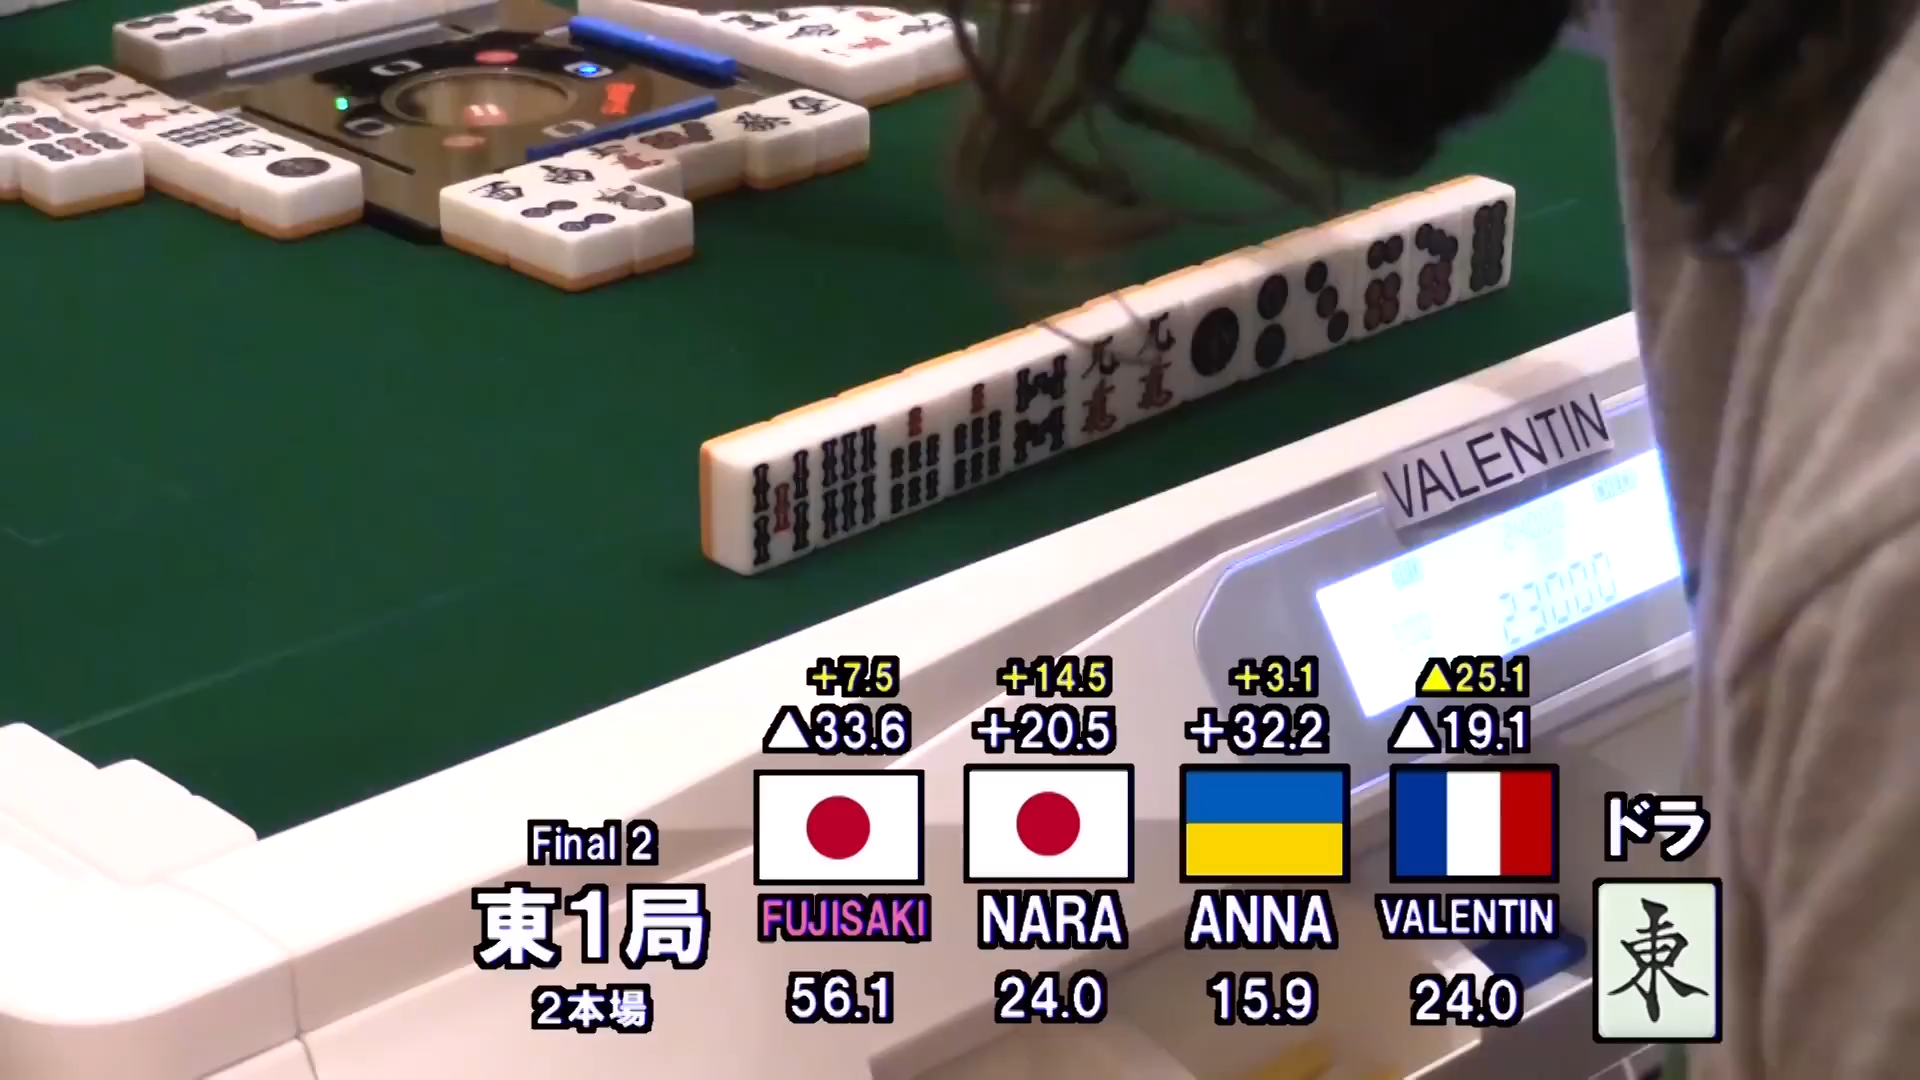 VALENTIN
23000
+7.5 +14.5 +3.1 ▲25.1
△33.6 +20.5 +32.2 △19.1
Final 2
東1局
2本場
FUJISAKI NARA ANNA VALENTIN
56.1 24.0 15.9 24.0
ドラ
東